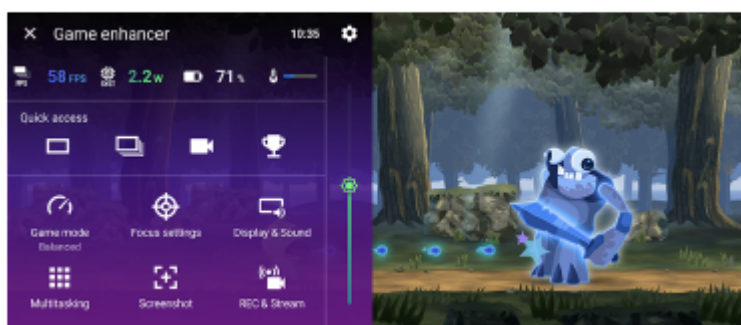 Game enhancer
10:35
58 FPS
2.2 W
71 %
Quick access
Game mode
Balanced
Focus settings
Display & Sound
Multitasking
Screenshot
REC & Stream